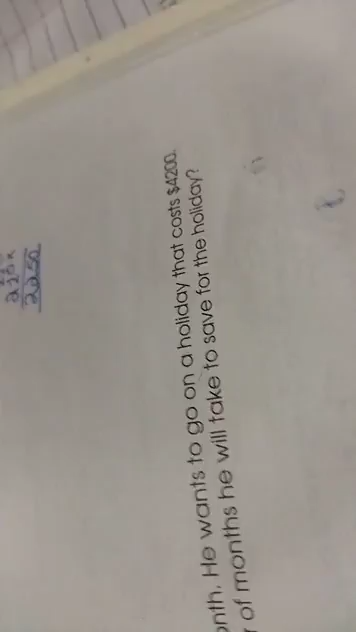 2250
onth. He wants to go on a holiday that costs $4200.
of months he will take to save for the holiday?